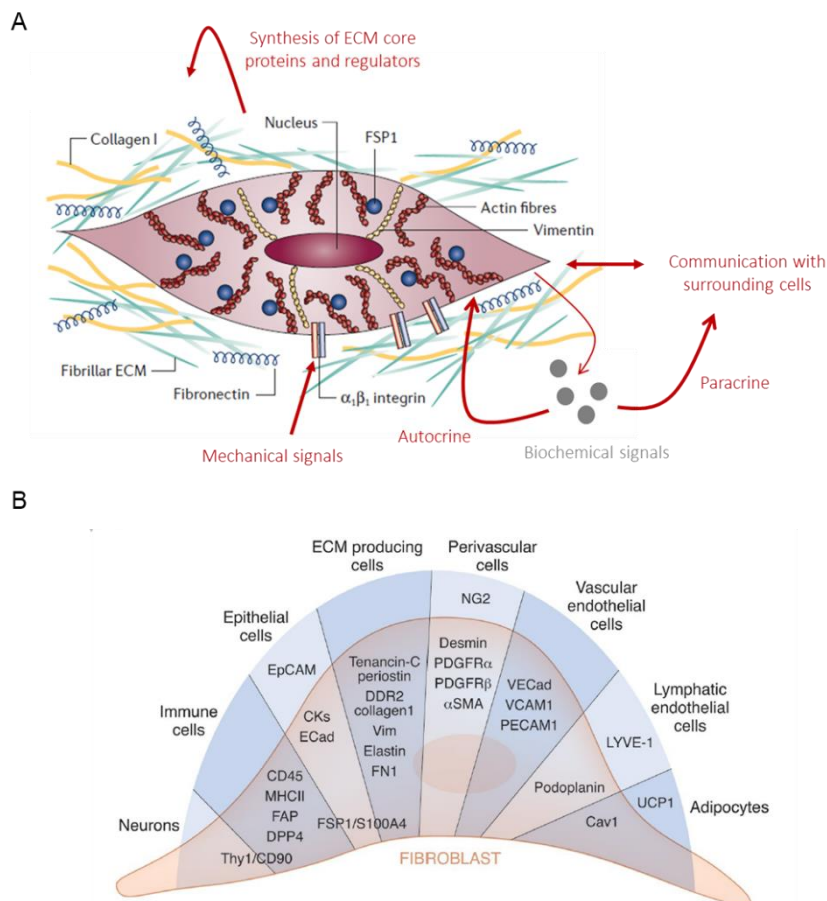 A
Synthesis of ECM core
proteins and regulators
Nucleus
FSP1
Collagen I
Actin fibres
Vimentin
Communication with
surrounding cells
Fibrillar ECM
Fibronectin
α₁β₁ integrin
Mechanical signals
Autocrine
Paracrine
Biochemical signals
B
ECM producing
cells
Perivascular
cells
Epithelial
cells
Vascular
endothelial
cells
Immune
cells
Lymphatic
endothelial
cells
Neurons
Adipocytes
NG2
EpCAM
Tenancin-C
periostin
DDR2
collagen1
Vim
Elastin
FN1
Desmin
PDGFRα
PDGFRβ
αSMA
VECad
VCAM1
PECAM1
CKs
ECad
LYVE-1
CD45
MHCII
FAP
DPP4
FSP1/S100A4
Podoplanin
UCP1
Cav1
Thy1/CD90
FIBROBLAST